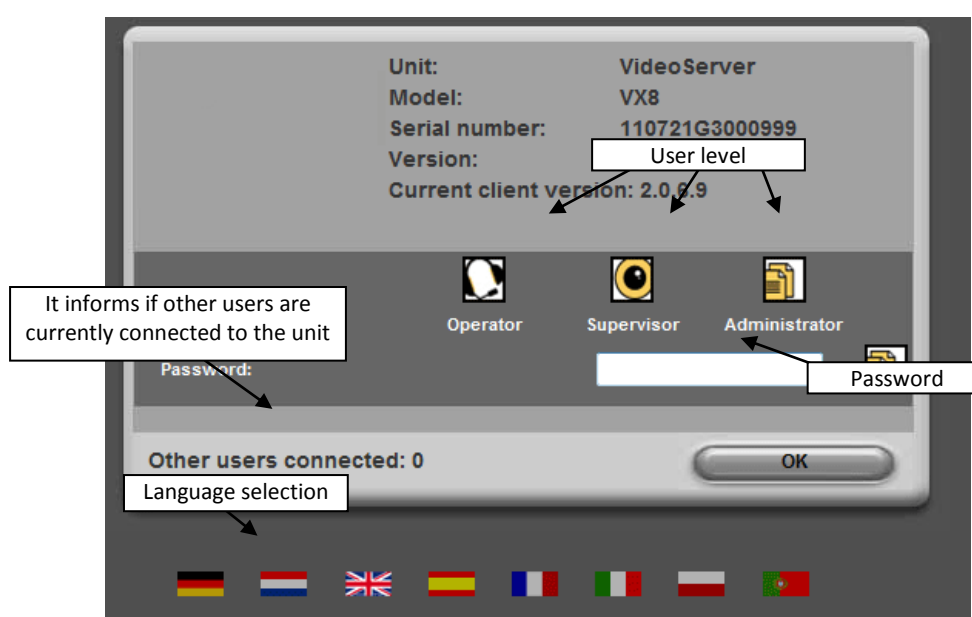 Unit: VideoServer
Model: VX8
Serial number: 110721G3000999
Version:
User level
Current client version: 2.0.6.9
It informs if other users are
currently connected to the unit
Operator Supervisor Administrator
Password:
Password
Other users connected: 0
OK
Language selection